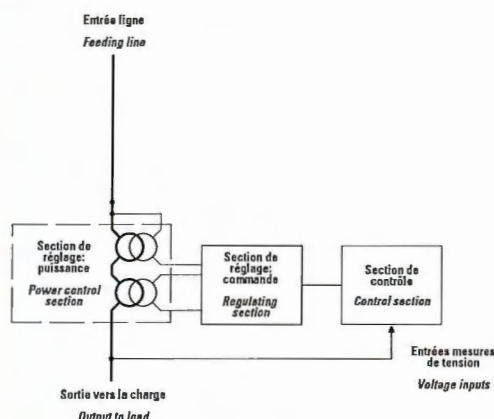 Entrée ligne
Feeding line
Section de
réglage:
puissance
Power control
section
Section de
réglage:
commande
Regulating
section
Section de
contrôle
Control section
Entrées mesures
de tension
Voltage inputs
Sortie vers la charge
Output to load